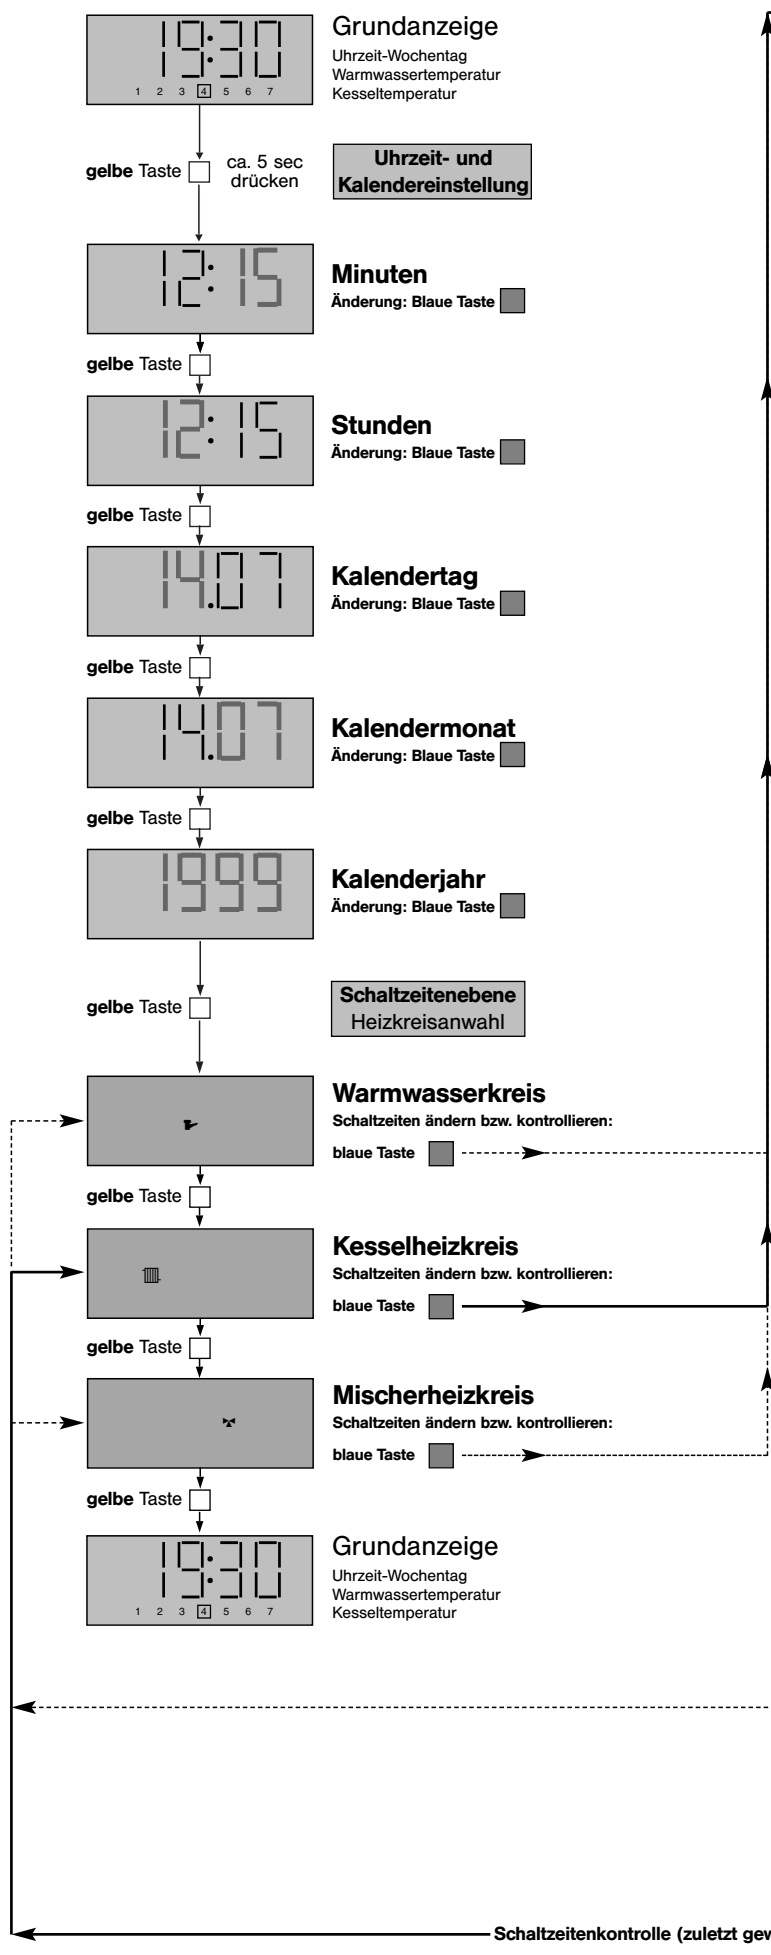 19:30
1 2 3 4 5 6 7
Grundanzeige
Uhrzeit-Wochentag
Warmwassertemperatur
Kesseltemperatur
gelbe Taste
ca. 5 sec
drücken
Uhrzeit- und
Kalendereinstellung
12:15
Minuten
Änderung: Blaue Taste
gelbe Taste
12:15
Stunden
Änderung: Blaue Taste
gelbe Taste
14.07
Kalendertag
Änderung: Blaue Taste
gelbe Taste
14.07
Kalendermonat
Änderung: Blaue Taste
gelbe Taste
1999
Kalenderjahr
Änderung: Blaue Taste
gelbe Taste
Schaltzeitenebene
Heizkreisanwahl
Warmwasserkreis
Schaltzeiten ändern bzw. kontrollieren:
blaue Taste
gelbe Taste
Kesselheizkreis
Schaltzeiten ändern bzw. kontrollieren:
blaue Taste
gelbe Taste
Mischerheizkreis
Schaltzeiten ändern bzw. kontrollieren:
blaue Taste
gelbe Taste
19:30
1 2 3 4 5 6 7
Grundanzeige
Uhrzeit-Wochentag
Warmwassertemperatur
Kesseltemperatur
Schaltzeitenkontrolle (zuletzt